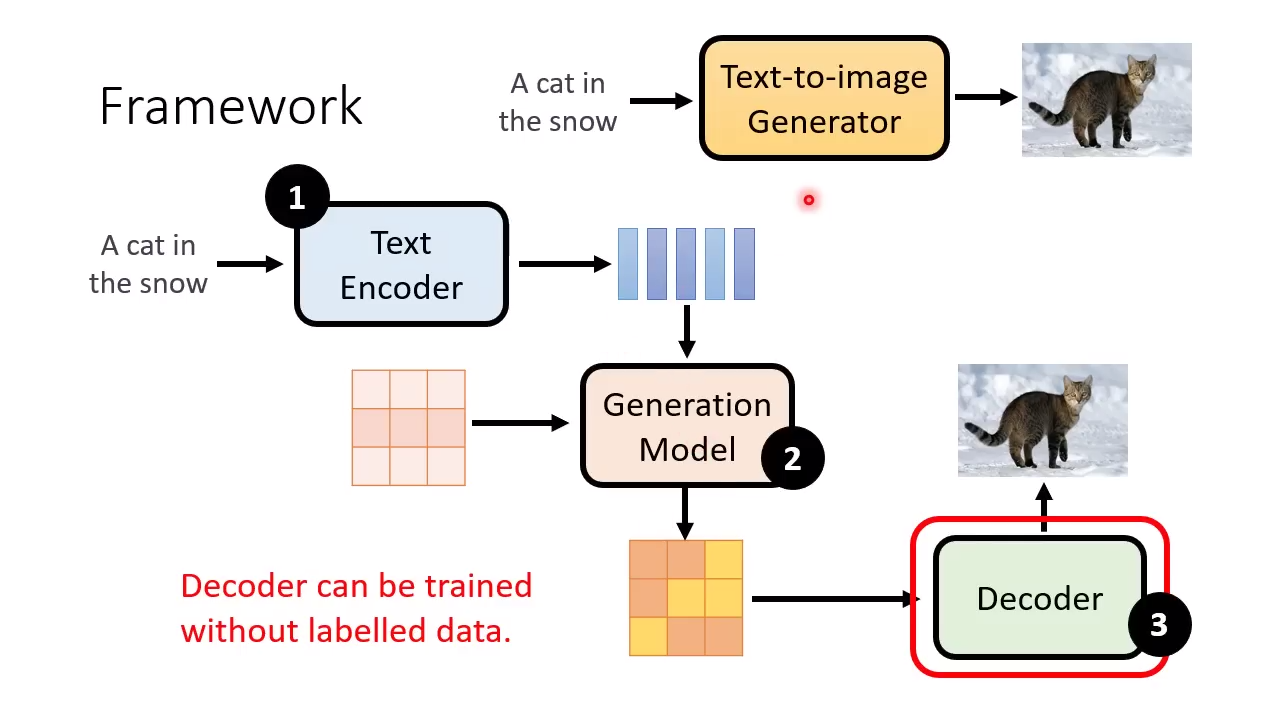 Framework
A cat in
the snow
Text-to-image
Generator
1
A cat in
the snow
Text
Encoder
Generation
Model
2
Decoder can be trained
without labelled data.
Decoder
3